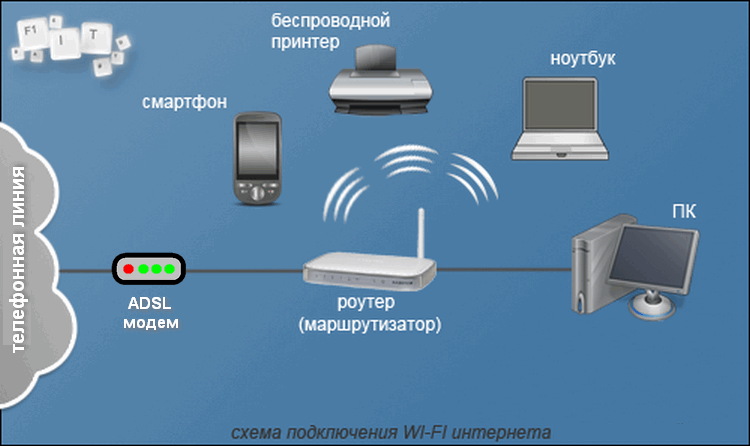 F1
I
T
беспроводной
принтер
ноутбук
смартфон
телефонная линия
ПК
ADSL
модем
роутер
(маршрутизатор)
схема подключения WI-FI интернета